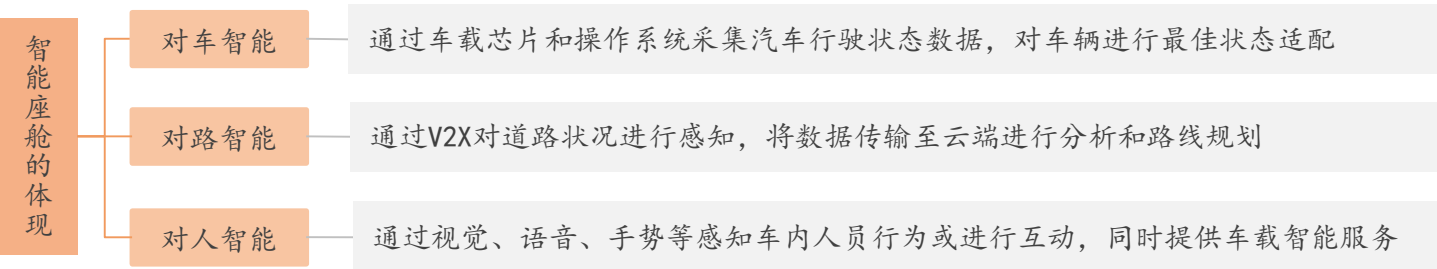 智能座舱的体现
对车智能
通过车载芯片和操作系统采集汽车行驶状态数据，对车辆进行最佳状态适配
对路智能
通过V2X对道路状况进行感知，将数据传输至云端进行分析和路线规划
对人智能
通过视觉、语音、手势等感知车内人员行为或进行互动，同时提供车载智能服务